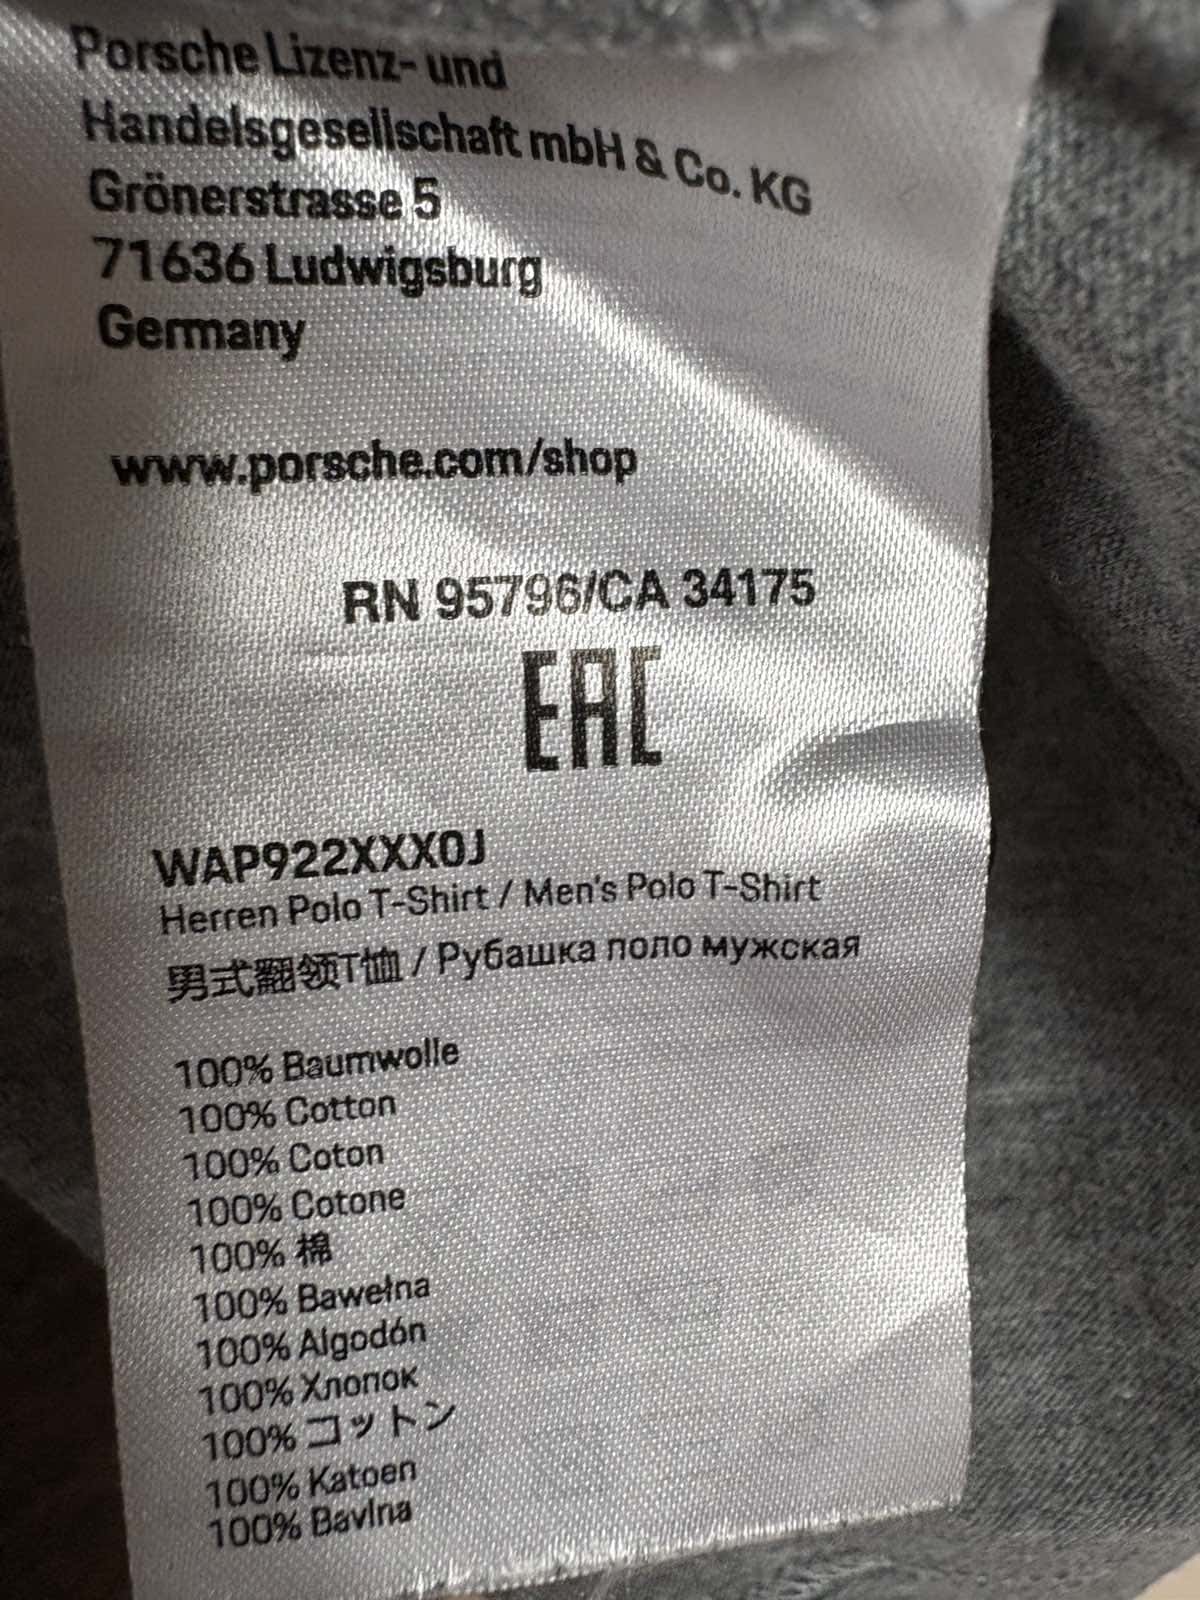 Porsche Lizenz- und
Handelsgesellschaft mbH & Co. KG
Grönerstrasse 5
71636 Ludwigsburg
Germany
www.porsche.com/shop
RN 95796/CA 34175
EAC
WAP922XXX0J
Herren Polo T-Shirt / Men's Polo T-Shirt
男式翻领T恤 / Рубашка поло мужская
100% Baumwolle
100% Cotton
100% Coton
100% Cotone
100% 棉
100% Bawełna
100% Algodón
100% Хлопок
100% コットン
100% Katoen
100% Bavlna